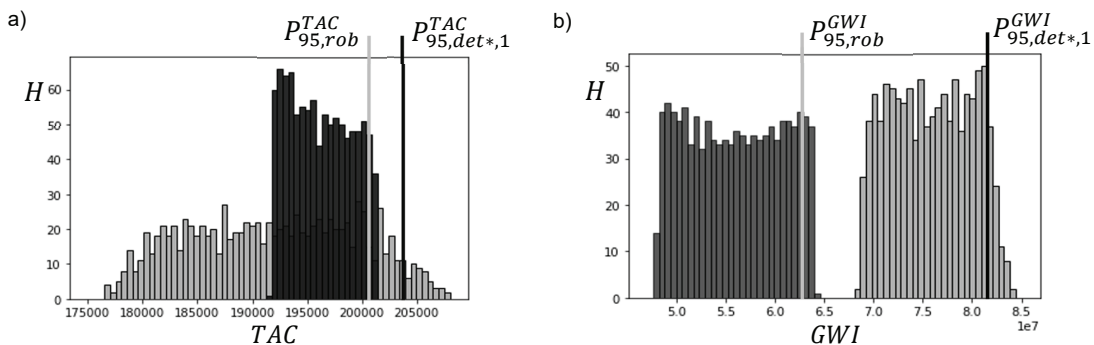 a)
P^{TAC}_{95,rob} P^{TAC}_{95,det*,1}
H
60
50
40
30
20
10
0
175000 180000 185000 190000 195000 200000 205000
TAC
b)
P^{GWI}_{95,rob} P^{GWI}_{95,det*,1}
H
50
40
30
20
10
0
5.0 5.5 6.0 6.5 7.0 7.5 8.0 8.5
1e7
GWI